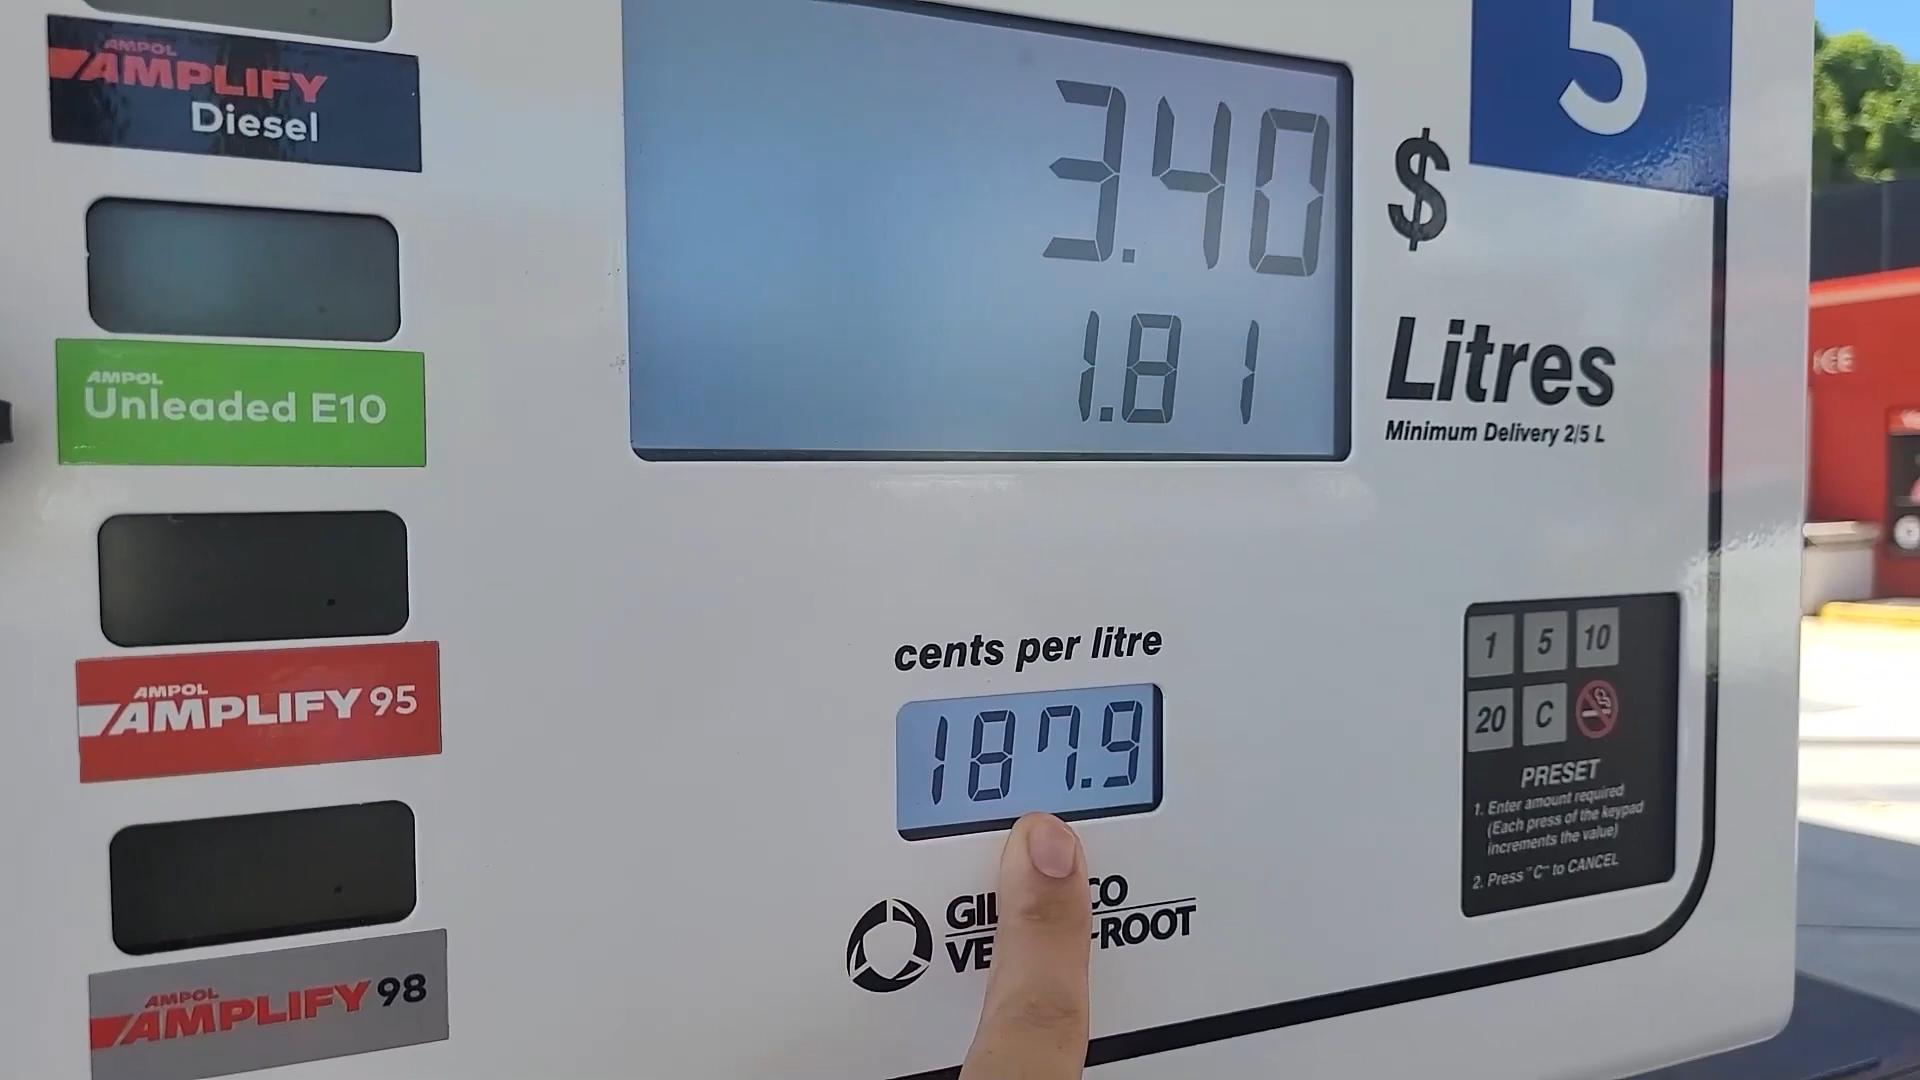 AMPOL
AMPLIFY
Diesel
AMPOL
Unleaded E10
AMPOL
AMPLIFY 95
AMPOL
AMPLIFY 98
3.40
$
1.81
Litres
Minimum Delivery 2/5 L
5
cents per litre
187.9
-ROOT
1 5 10
20 C
PRESET
1. Enter amount required
(Each press of the keypad
increments the value)
2. Press "C" to CANCEL